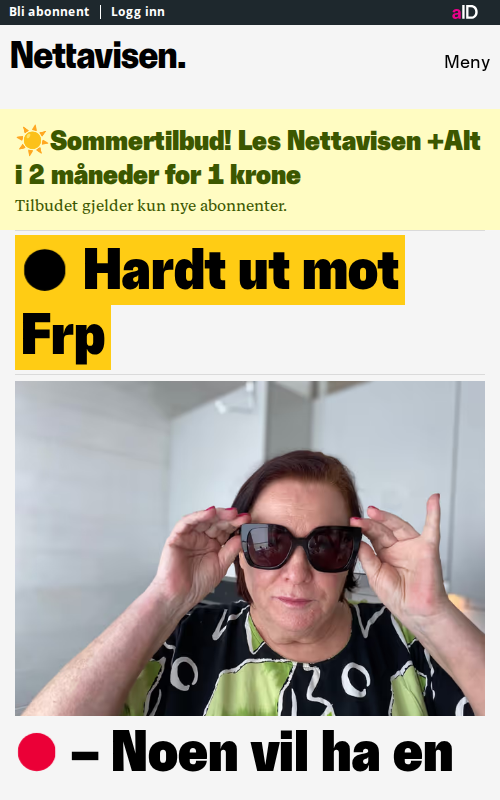 Bli abonnent
Logg inn
aID
Nettavisen.
Meny
Sommertilbud! Les Nettavisen +Alt
i 2 måneder for 1 krone
Tilbudet gjelder kun nye abonnenter.
Hardt ut mot
Frp
– Noen vil ha en